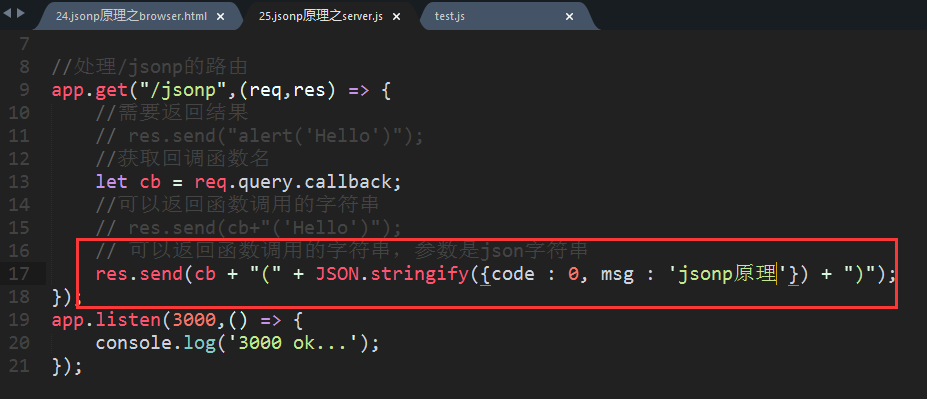 24.jsonp原理之browser.html ×
25.jsonp原理之server.js ×
test.js ×
7
8 //处理/jsonp的路由
9 app.get("/jsonp",(req,res) => {
10 //需要返回结果
11 // res.send("alert('Hello')");
12 //获取回调函数名
13 let cb = req.query.callback;
14 //可以返回函数调用的字符串
15 // res.send(cb+"('Hello')");
16 // 可以返回函数调用的字符串，参数是json字符串
17 res.send(cb + "(" + JSON.stringify({code : 0, msg : 'jsonp原理'}) + ")");
18 });
19 app.listen(3000,() => {
20 console.log('3000 ok...');
21 });